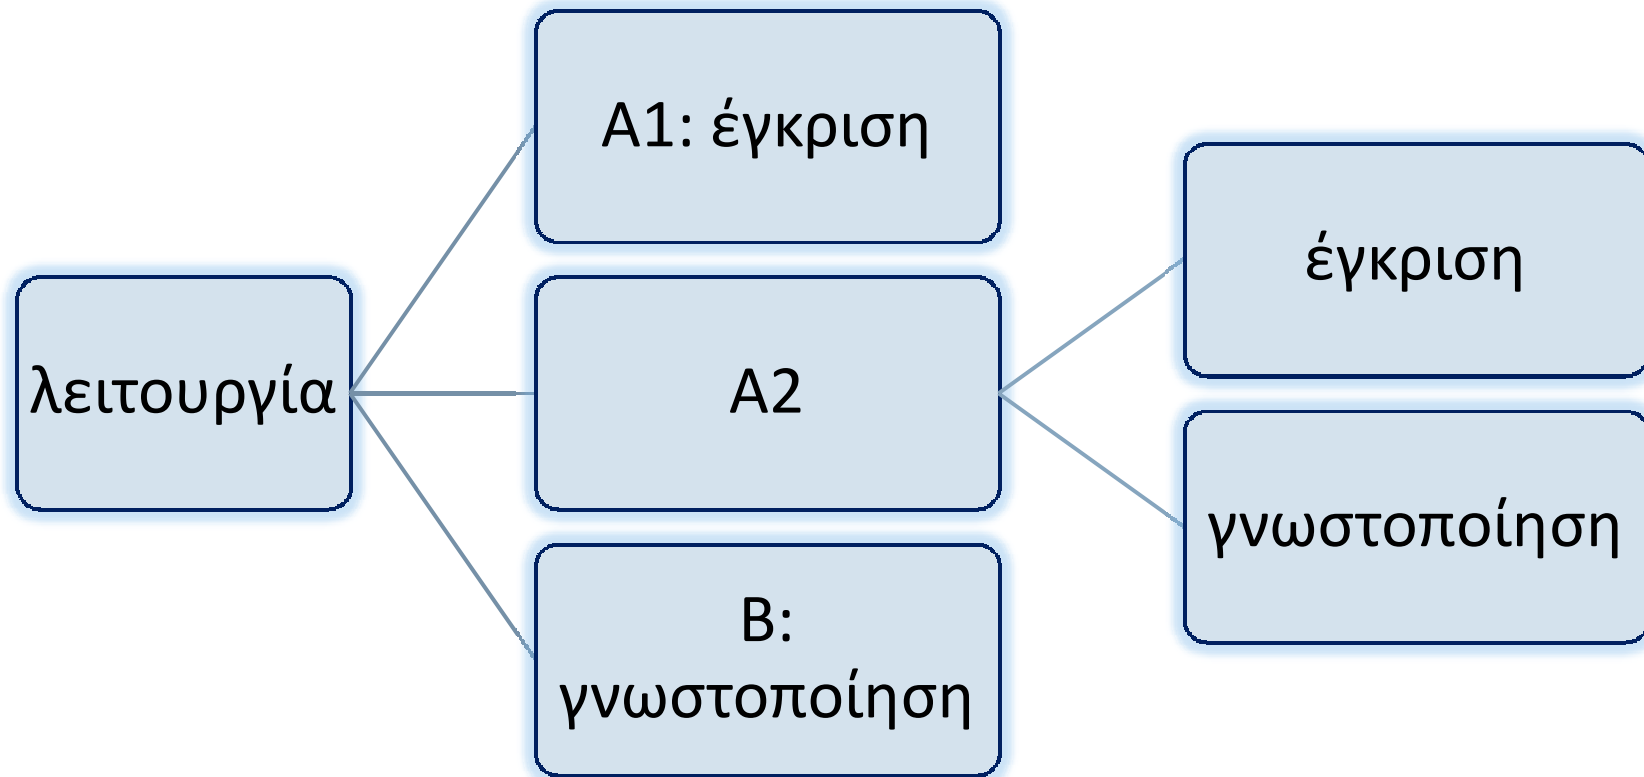 λειτουργία
Α1: έγκριση
Α2
Β:
γνωστοποίηση
έγκριση
γνωστοποίηση